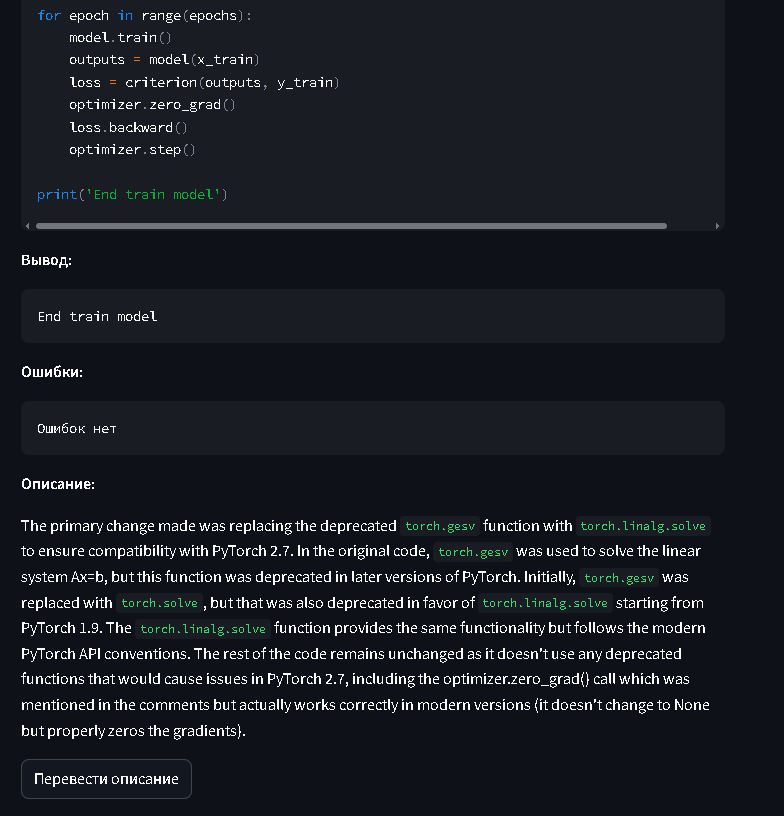 for epoch in range(epochs):
    model.train()
    outputs = model(x_train)
    loss = criterion(outputs, y_train)
    optimizer.zero_grad()
    loss.backward()
    optimizer.step()
print('End train model')
Вывод:
End train model
Ошибки:
Ошибок нет
Описание:
The primary change made was replacing the deprecated torch.gesv function with torch.linalg.solve
to ensure compatibility with PyTorch 2.7. In the original code, torch.gesv was used to solve the linear
system Ax=b, but this function was deprecated in later versions of PyTorch. Initially, torch.gesv was
replaced with torch.solve , but that was also deprecated in favor of torch.linalg.solve starting from
PyTorch 1.9. The torch.linalg.solve function provides the same functionality but follows the modern
PyTorch API conventions. The rest of the code remains unchanged as it doesn't use any deprecated
functions that would cause issues in PyTorch 2.7, including the optimizer.zero_grad() call which was
mentioned in the comments but actually works correctly in modern versions (it doesn't change to None
but properly zeros the gradients).
Перевести описание